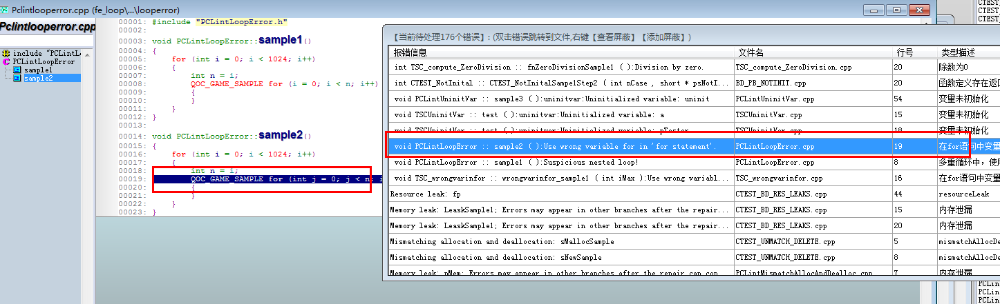 Pclintlooperror.cpp (fe_loop\...\looperror)
Pclintlooperror.cpp
include "PCLintL
PCLintLoopError
sample1
sample2
00001: #include "PCLintLoopError.h"
00002:
00003: void PCLintLoopError::sample1()
00004: {
00005: for (int i = 0; i < 1024; i++)
00006: {
00007: int n = i;
00008: QOC_GAME_SAMPLE for (i = 0; i < n; i++)
00009: {
00010: }
00011: }
00012: }
00013:
00014: void PCLintLoopError::sample2()
00015: {
00016: for (int i = 0; i < 1024; i++)
00017: {
00018: int n = i;
00019: QOC_GAME_SAMPLE for (int j = 0; j < n; i
00020: {
00021: }
00022: }
00023: }
【当前待处理176个错误】: (双击错误跳转到文件,右键【查看屏蔽】【添加屏蔽】)
报错信息 文件名 行号 类型描述
int TSC_compute_ZeroDivision :: fnZeroDivisionSample1 ( ):Division by zero. TSC_compute_ZeroDivision.cpp 20 除数为0
int CTEST_NotInital :: CTEST_NotInitalSampe1Step2 ( int nCase , short * psNotI... BD_PB_NOTINIT.cpp 20 函数定义存在返回
void PCLintUninitVar :: sample3 ( ):uninitvar:Uninitialized variable: uninit PCLintUninitVar.cpp 54 变量未初始化
void TSCUninitVar :: test ( ):uninitvar:Uninitialized variable: a TSCUninitVar.cpp 15 变量未初始化
void TSCUninitVar :: test ( ):uninitvar:Uninitialized variable: pTester TSCUninitVar.cpp 18 变量未初始化
void PCLintLoopError :: sample2 ( ):Use wrong variable for in 'for statement'. PCLintLoopError.cpp 19 在for语句中变量
void PCLintLoopError :: sample1 ( ):Suspicious nested loop! PCLintLoopError.cpp 8 多重循环中，使用
void TSC_wrongvarinfor :: wrongvarinfor_sample1 ( int iMax ):Use wrong variabl... TSC_wrongvarinfor.cpp 16 在for语句中变量
Resource leak: fp CTEST_BD_RES_LEAKS.cpp 44 resourceLeak
Memory leak: LeaskSample1; Errors may appear in other branches after the repair... CTEST_BD_RES_LEAKS.cpp 15 内存泄漏
Memory leak: LeaskSample1; Errors may appear in other branches after the repair... CTEST_BD_RES_LEAKS.cpp 20 内存泄漏
Mismatching allocation and deallocation: sMallocSample CTEST_UNMATCH_DELETE.cpp 5 mismatchAllocDe
Mismatching allocation and deallocation: sNewSample CTEST_UNMATCH_DELETE.cpp 8 mismatchAllocDe
Memory leak: pMem; Errors may appear in other branches after the repair can con... PCLintMismatchAllocAndDealloc.cpp 7 内存泄漏
CTEST
CTEST
PCLin
PCLin
PCLin